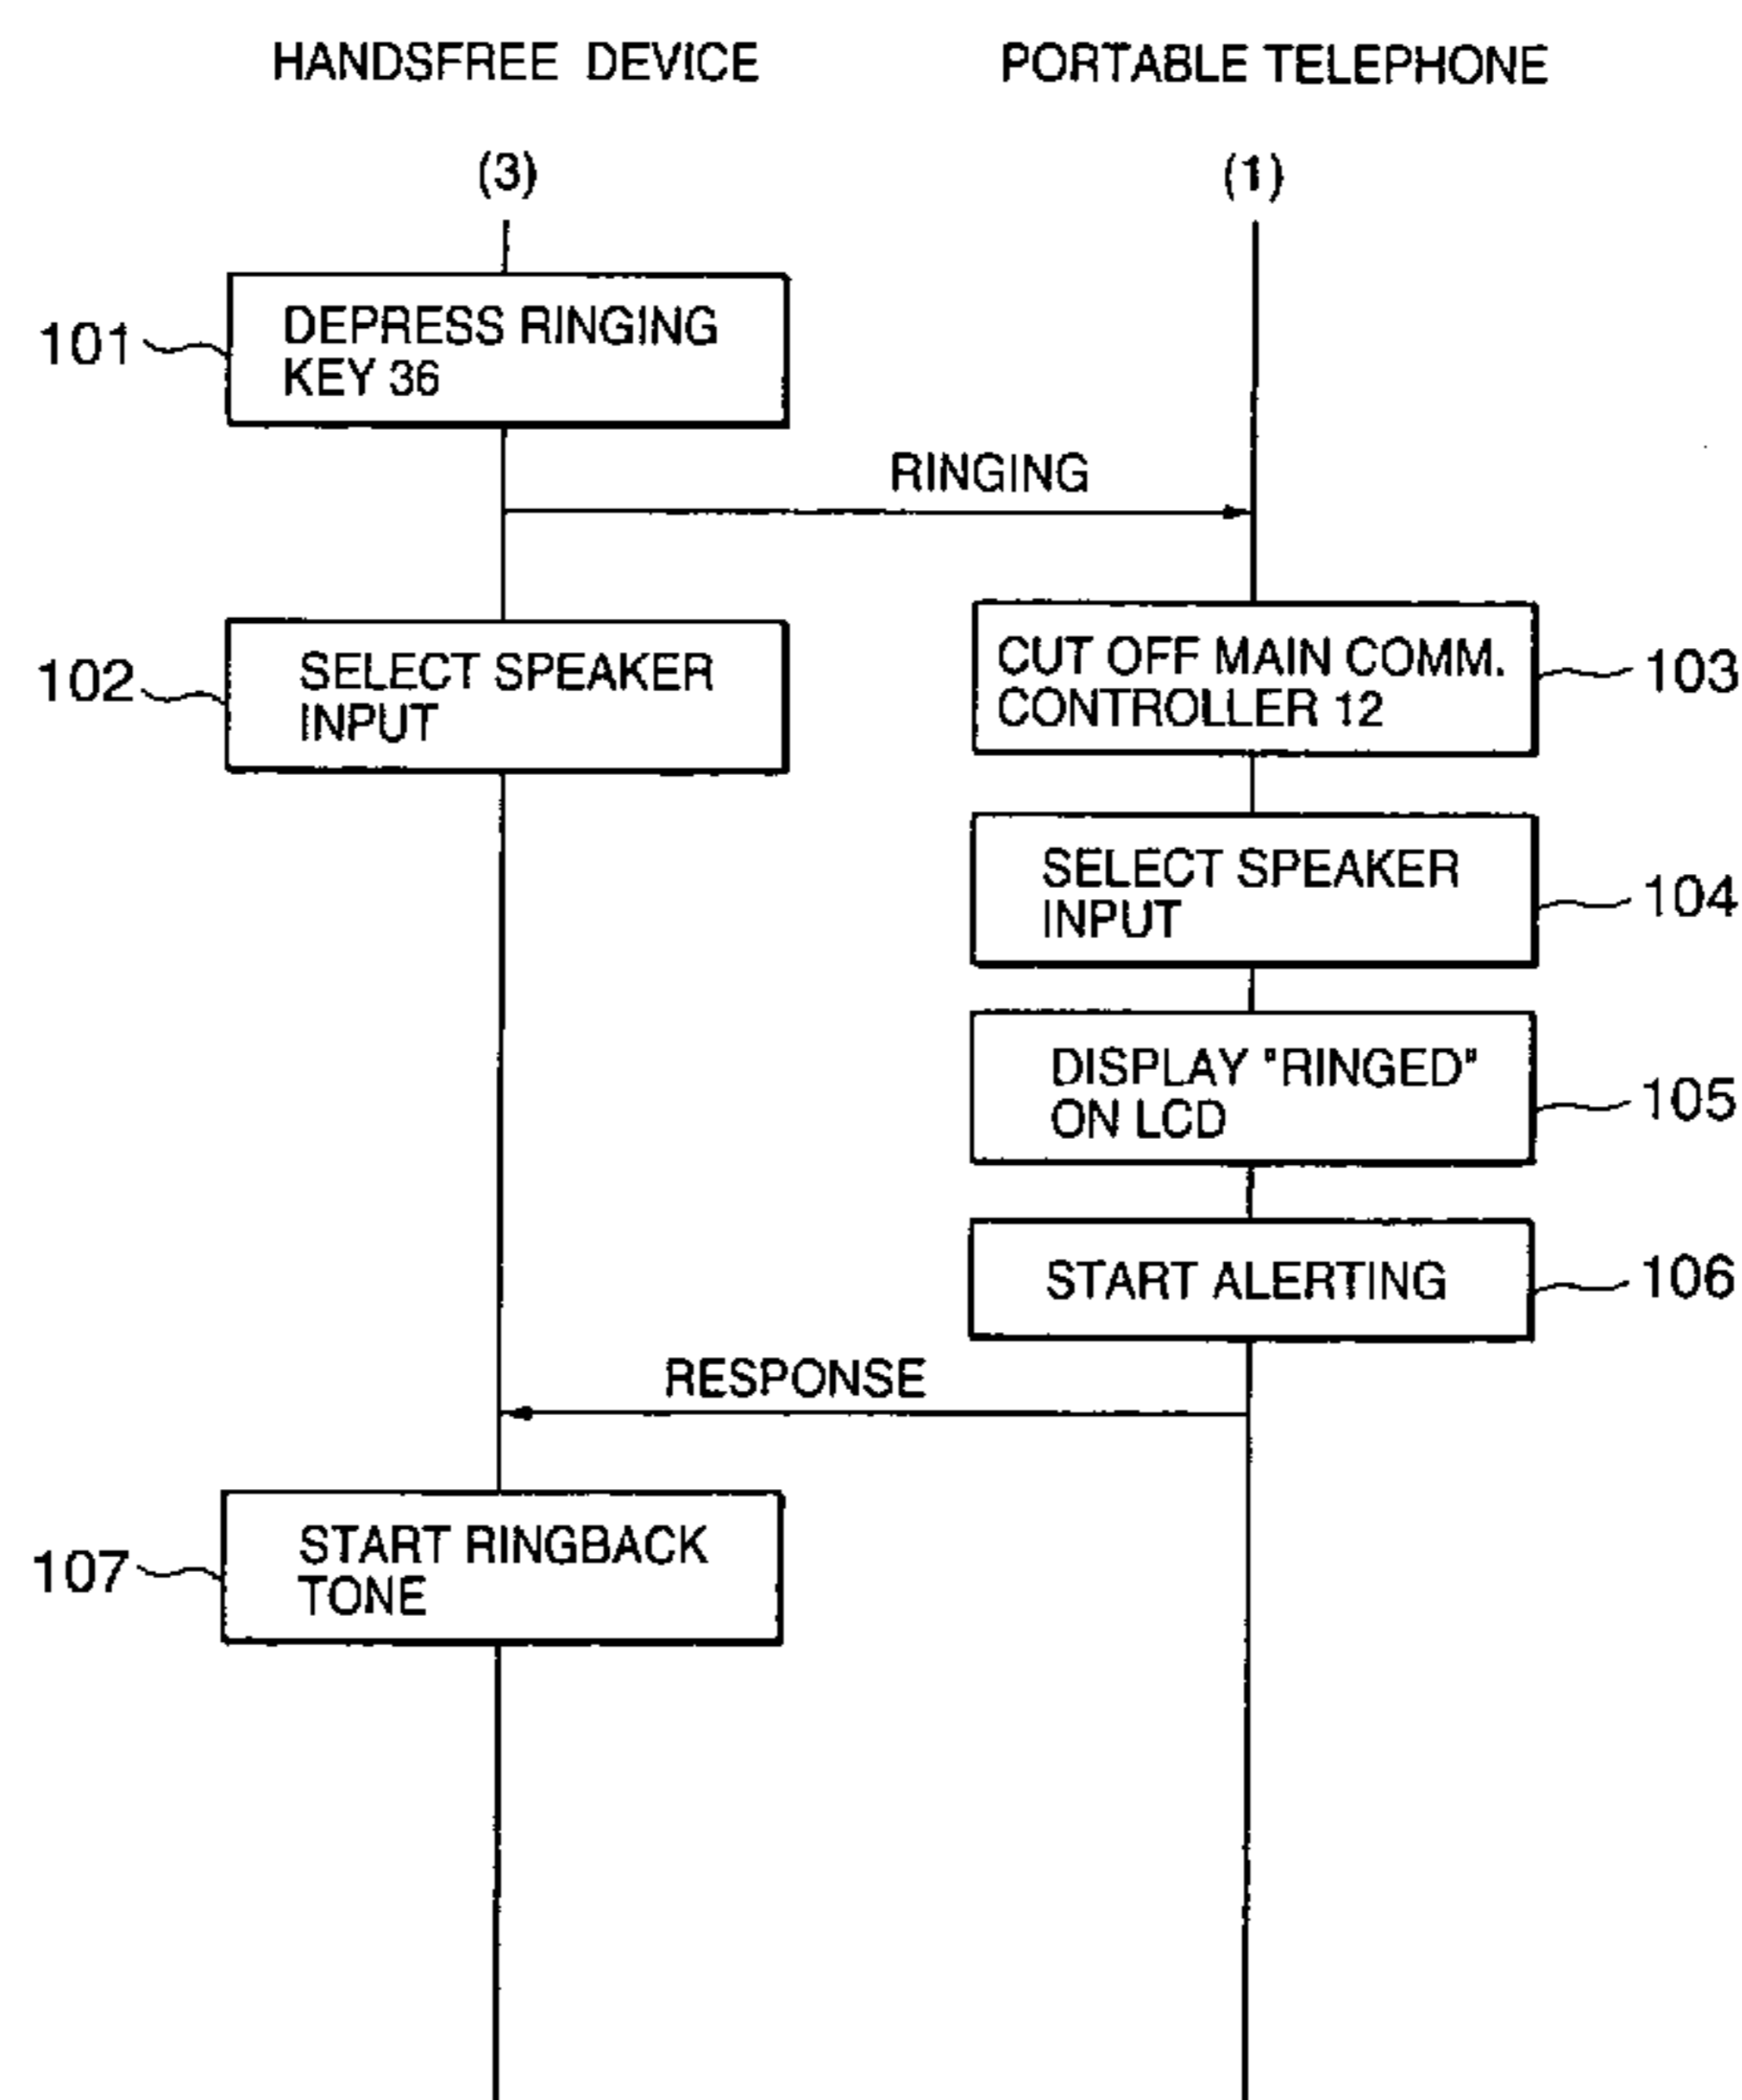 HANDSFREE DEVICE
PORTABLE TELEPHONE
(3)
(1)
101
DEPRESS RINGING
KEY 36
RINGING
102
SELECT SPEAKER
INPUT
CUT OFF MAIN COMM.
CONTROLLER 12
103
SELECT SPEAKER
INPUT
104
DISPLAY "RINGED"
ON LCD
105
START ALERTING
106
RESPONSE
107
START RINGBACK
TONE